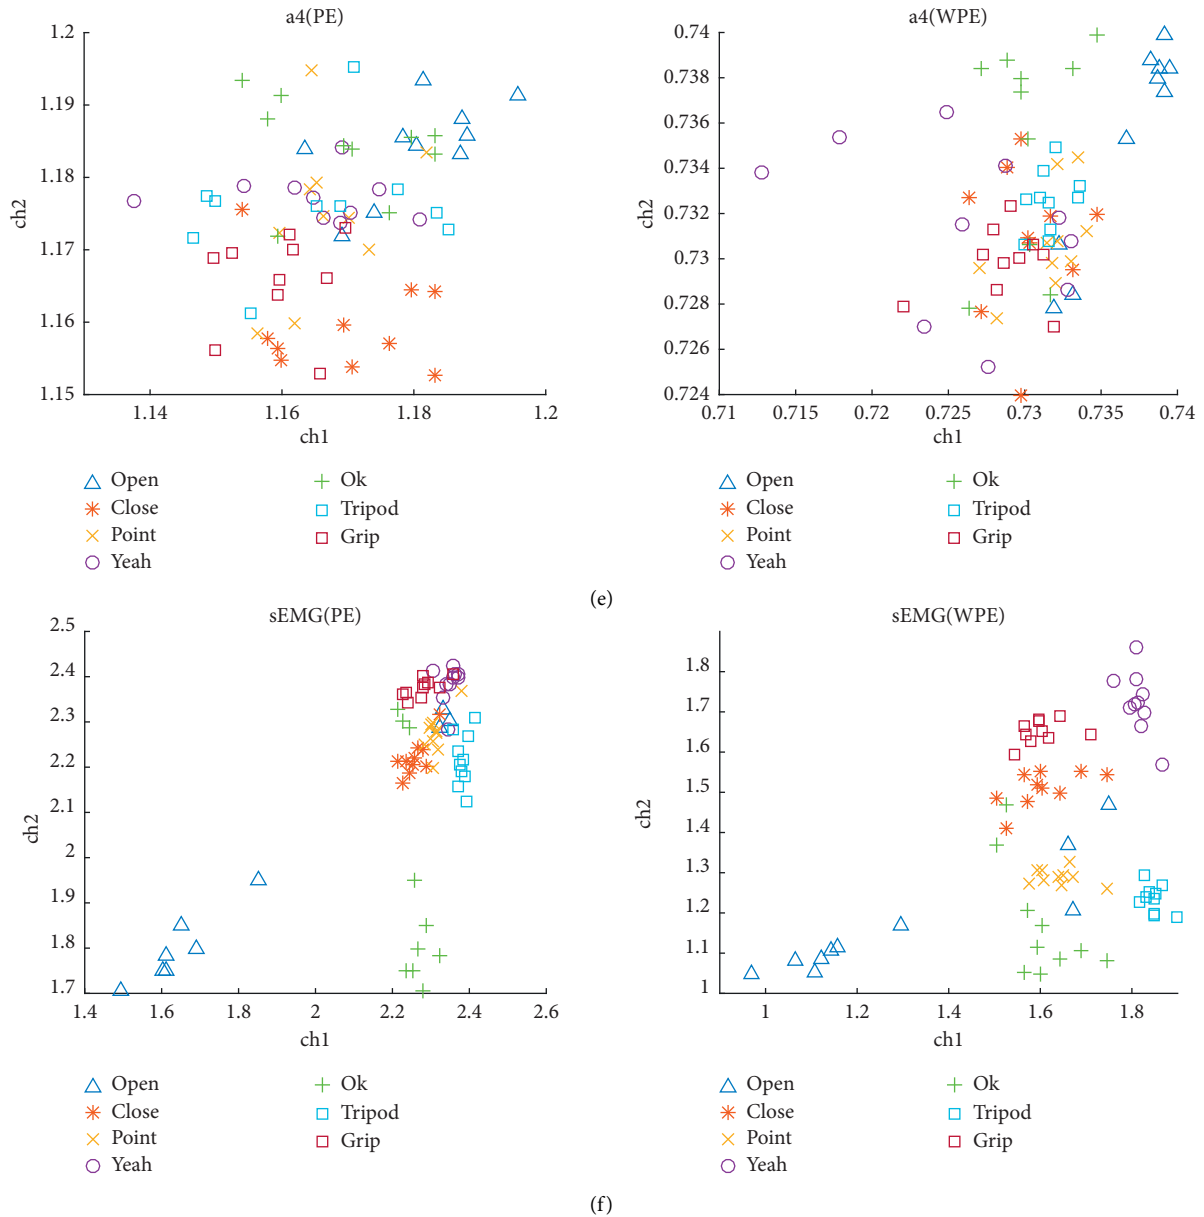 a4(PE)
1.2
1.19
1.18
1.17
1.16
1.15
ch2
1.14 1.16 1.18 1.2
ch1
Open
Close
Point
Yeah
Ok
Tripod
Grip
a4(WPE)
0.74
0.738
0.736
0.734
0.732
0.73
0.728
0.726
0.724
ch2
0.71 0.715 0.72 0.725 0.73 0.735 0.74
ch1
Open
Close
Point
Yeah
Ok
Tripod
Grip
(e)
sEMG(PE)
2.5
2.4
2.3
2.2
2.1
2
1.9
1.8
1.7
ch2
1.4 1.6 1.8 2 2.2 2.4 2.6
ch1
Open
Close
Point
Yeah
Ok
Tripod
Grip
sEMG(WPE)
1.8
1.7
1.6
1.5
1.4
1.3
1.2
1.1
1
ch2
1 1.2 1.4 1.6 1.8
ch1
Open
Close
Point
Yeah
Ok
Tripod
Grip
(f)